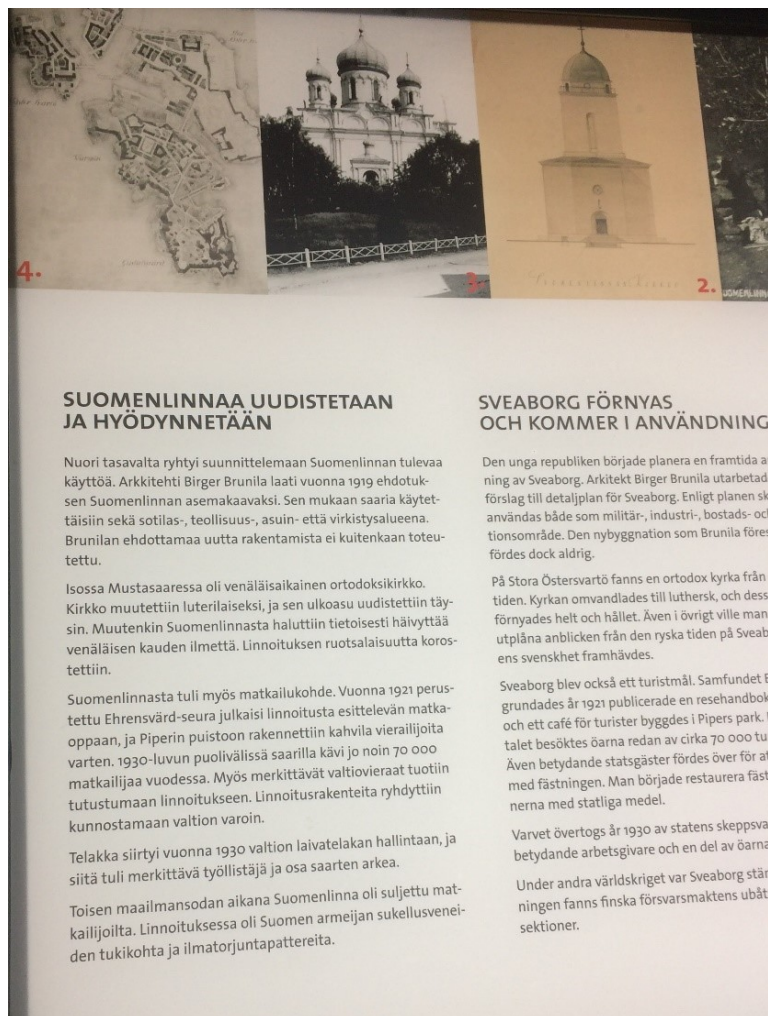 4.
3.
2.
SUOMENLINNAA UUDISTETAAN
JA HYÖDYNNETÄÄN
Nuori tasavalta ryhtyi suunnittelemaan Suomenlinnan tulevaa
käyttöä. Arkkitehti Birger Brunila laati vuonna 1919 ehdotuk-
sen Suomenlinnan asemakaavaksi. Sen mukaan saaria käytet-
täisiin sekä sotilas-, teollisuus-, asuin- että virkistysalueena.
Brunilan ehdottamaa uutta rakentamista ei kuitenkaan toteu-
tettu.
Isossa Mustasaaressa oli venäläisaikainen ortodoksikirkko.
Kirkko muutettiin luterilaiseksi, ja sen ulkoasu uudistettiin täy-
sin. Muutenkin Suomenlinnasta haluttiin tietoisesti häivyttää
venäläisen kauden ilmettä. Linnoituksen ruotsalaisuutta koros-
tettiin.
Suomenlinnasta tuli myös matkailukohde. Vuonna 1921 perus-
tettu Ehrensvärd-seura julkaisi linnoitusta esittelevän matka-
oppaan, ja Piperin puistoon rakennettiin kahvila vierailijoita
varten. 1930-luvun puolivälissä saarilla kävi jo noin 70 000
matkailijaa vuodessa. Myös merkittävät valtiovieraat tuotiin
tutustumaan linnoitukseen. Linnoitusrakenteita ryhdyttiin
kunnostamaan valtion varoin.
Telakka siirtyi vuonna 1930 valtion laivatelakan hallintaan, ja
siitä tuli merkittävä työllistäjä ja osa saarten arkea.
Toisen maailmansodan aikana Suomenlinna oli suljettu mat-
kailijoilta. Linnoituksessa oli Suomen armeijan sukellusvenei-
den tukikohta ja ilmatorjuntapattereita.
SVEABORG FÖRNYAS
OCH KOMMER I ANVÄNDNING
Den unga republiken började planera en framtida a
ning av Sveaborg. Arkitekt Birger Brunila utarbetad
förslag till detaljplan för Sveaborg. Enligt planen sk
användas både som militär-, industri-, bostads- oc
tionsområde. Den nybyggnation som Brunila föres
fördes dock aldrig.
På Stora Östersvartö fanns en ortodox kyrka från
tiden. Kyrkan omvandlades till luthersk, och dess
förnyades helt och hållet. Även i övrigt ville man
utplåna anblicken från den ryska tiden på Sveab
ens svenskhet framhävdes.
Sveaborg blev också ett turistmål. Samfundet E
grundades år 1921 publicerade en resehandbok
och ett café för turister byggdes i Pipers park.
talet besöktes öarna redan av cirka 70 000 tu
Även betydande statsgäster fördes över för at
med fästningen. Man började restaurera fäst
nerna med statliga medel.
Varvet övertogs år 1930 av statens skeppsva
betydande arbetsgivare och en del av öarna
Under andra världskriget var Sveaborg stän
ningen fanns finska försvarsmaktens ubåt
sektioner.